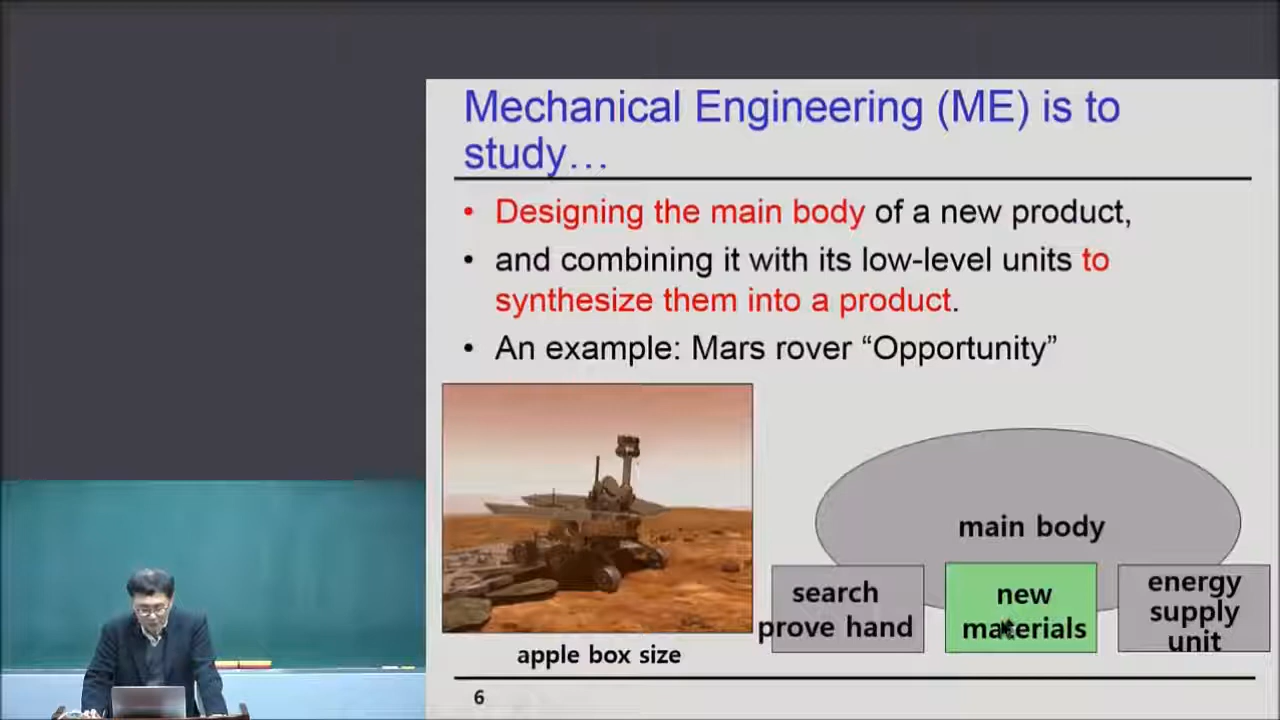 Mechanical Engineering (ME) is to
study…
• Designing the main body of a new product,
• and combining it with its low-level units to
synthesize them into a product.
• An example: Mars rover “Opportunity”
main body
search
prove hand
new
materials
energy
supply
unit
apple box size
6